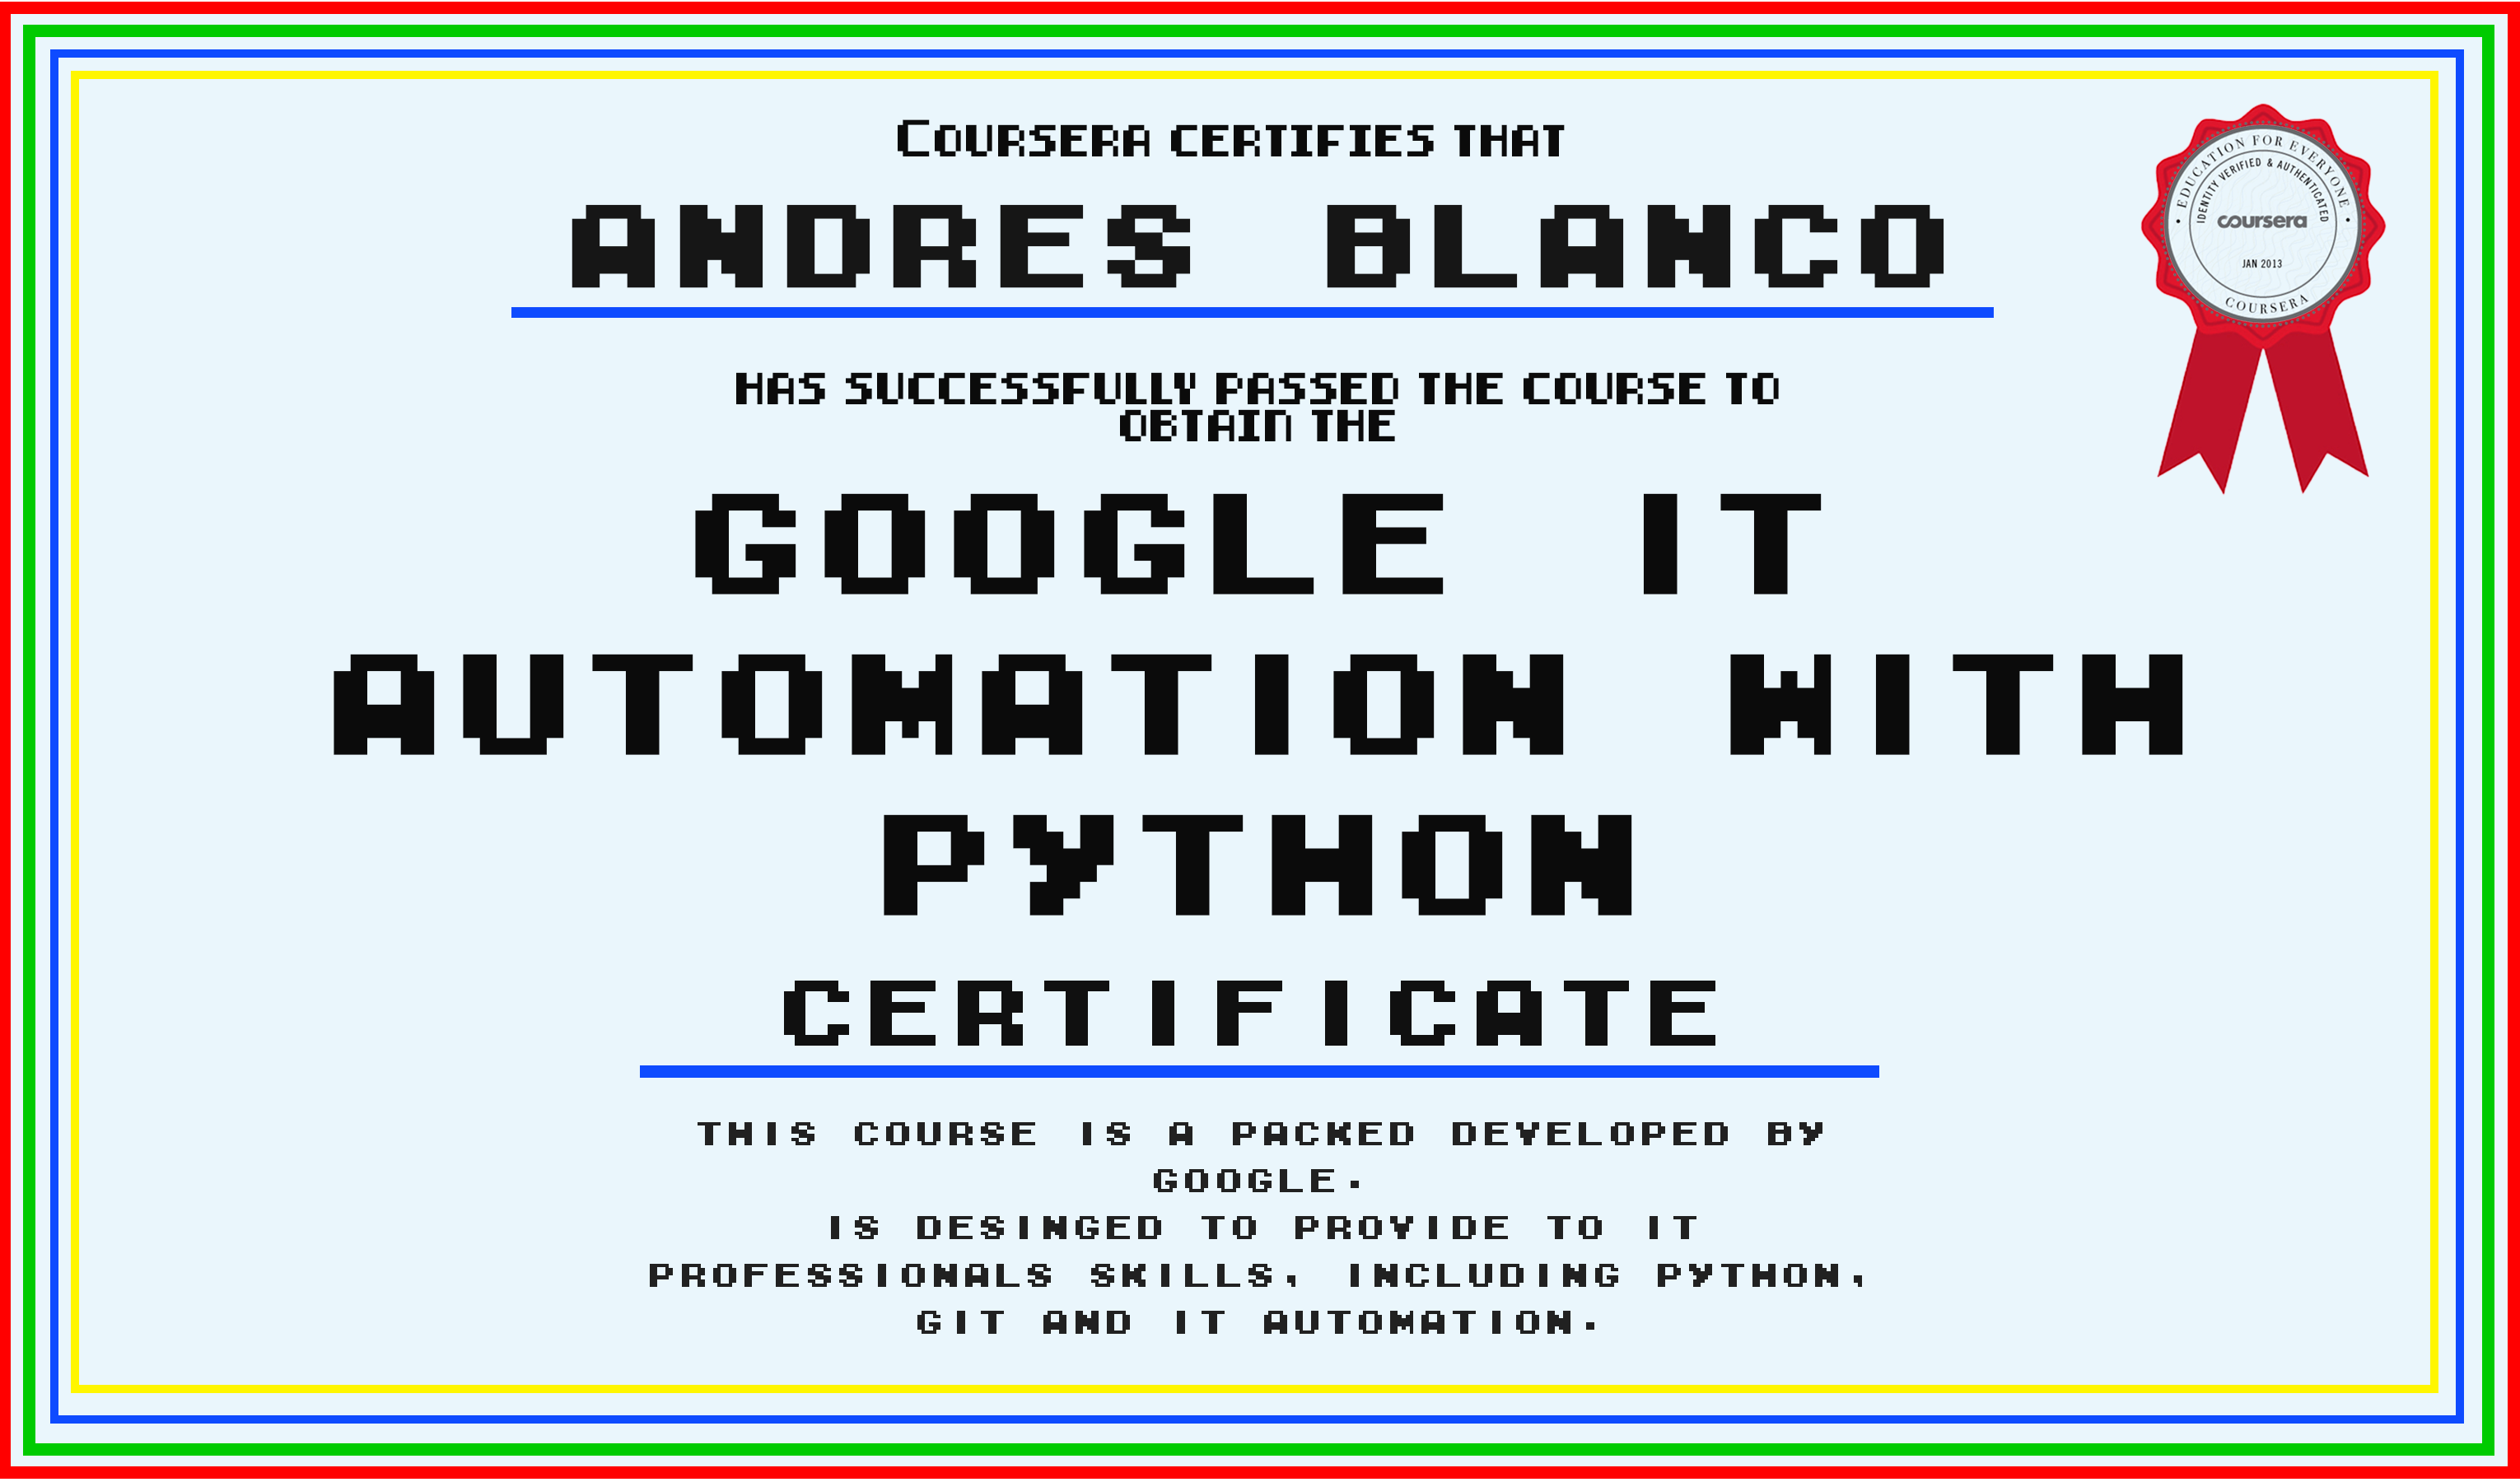 Coursera certifies that
ANDRES BLANCO
has successfully passed the course to
obtain the
GOOGLE IT
AUTOMATION WITH
PYTHON
CERTIFICATE
THIS COURSE IS A PACKED DEVELOPED BY
GOOGLE.
IS DESINGED TO PROVIDE TO IT
PROFESSIONALS SKILLS, INCLUDING PYTHON,
GIT AND IT AUTOMATION.
• EDUCATION FOR EVERYONE •
IDENTITY VERIFIED & AUTHENTICATED
coursera
JAN 2013
COURSERA